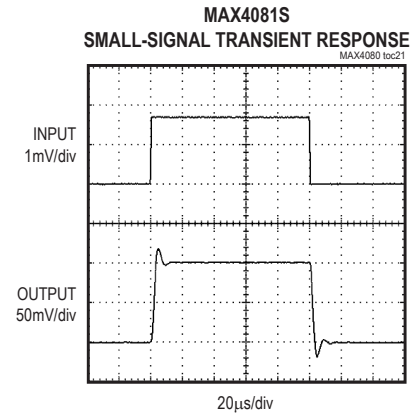 MAX4081S
SMALL-SIGNAL TRANSIENT RESPONSE
MAX4080 toc21
INPUT
1mV/div
OUTPUT
50mV/div
20μs/div